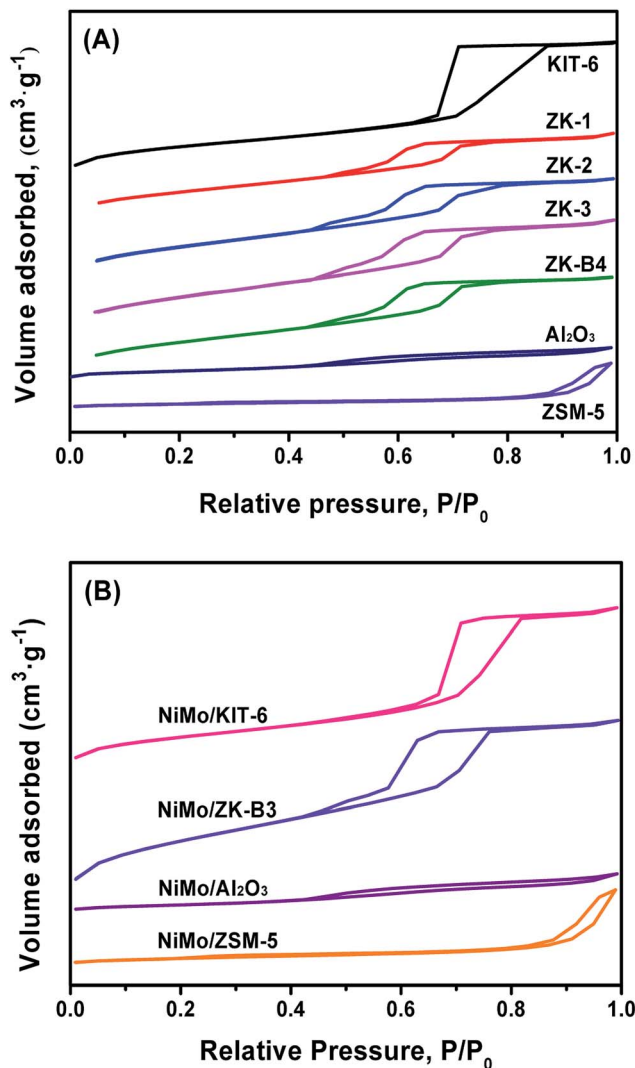 (A)
KIT-6
ZK-1
ZK-2
ZK-3
ZK-B4
Al₂O₃
ZSM-5
Volume adsorbed, (cm³·g⁻¹)
0.0 0.2 0.4 0.6 0.8 1.0
Relative pressure, P/P₀
(B)
NiMo/KIT-6
NiMo/ZK-B3
NiMo/Al₂O₃
NiMo/ZSM-5
Volume adsorbed (cm³·g⁻¹)
0.0 0.2 0.4 0.6 0.8 1.0
Relative Pressure, P/P₀